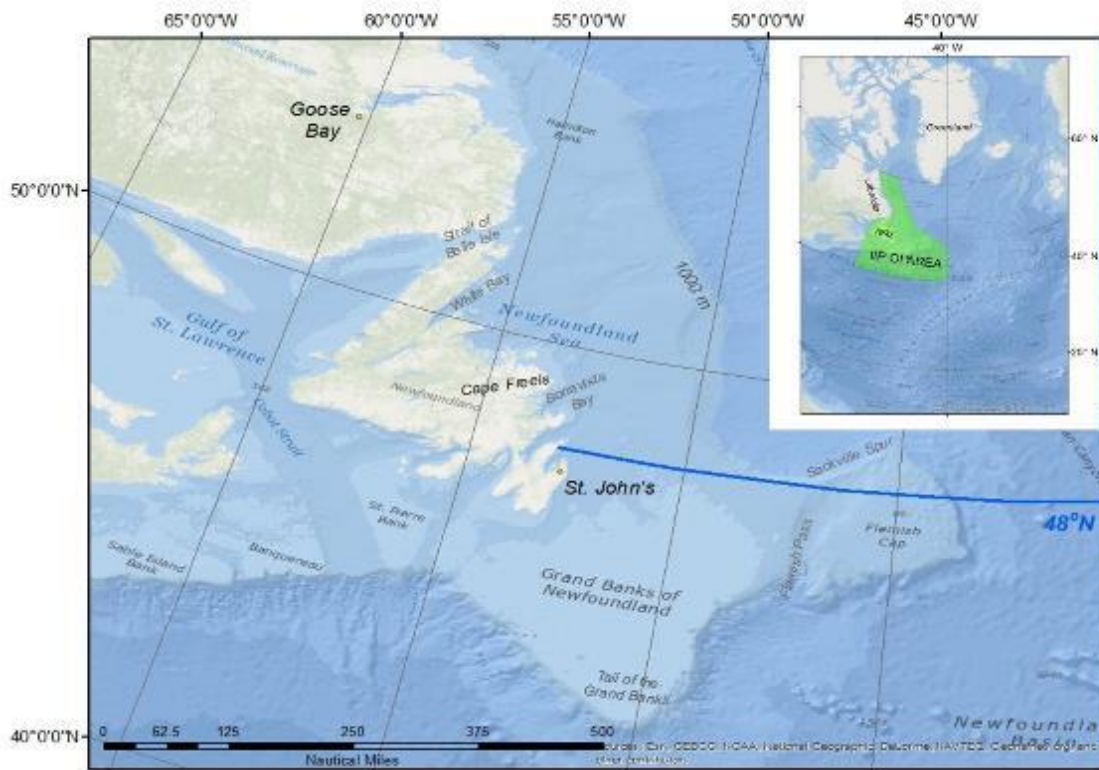 65°0'0"W
60°0'0"W
55°0'0"W
50°0'0"W
45°0'0"W
40° W
Greenland
60° N
Goose
Bay
Hamilton
Bank
50°0'0"N
Strait of
Belle Isle
White Bay
1000 m
40° N
20° N
Gulf of
St. Lawrence
Newfoundland
Sea
Cape Freels
Newfoundland
Bonavista
Bay
Cabot Strait
Sackville Spur
St. John's
48°N
St. Pierre
Bank
Flemish
Cap
Flemish Pass
Sable Island
Bank
Banquereau
Grand Banks of
Newfoundland
Tail of the
Grand Banks
40°0'0"N
0 62.5 125 250 375 500
Nautical Miles